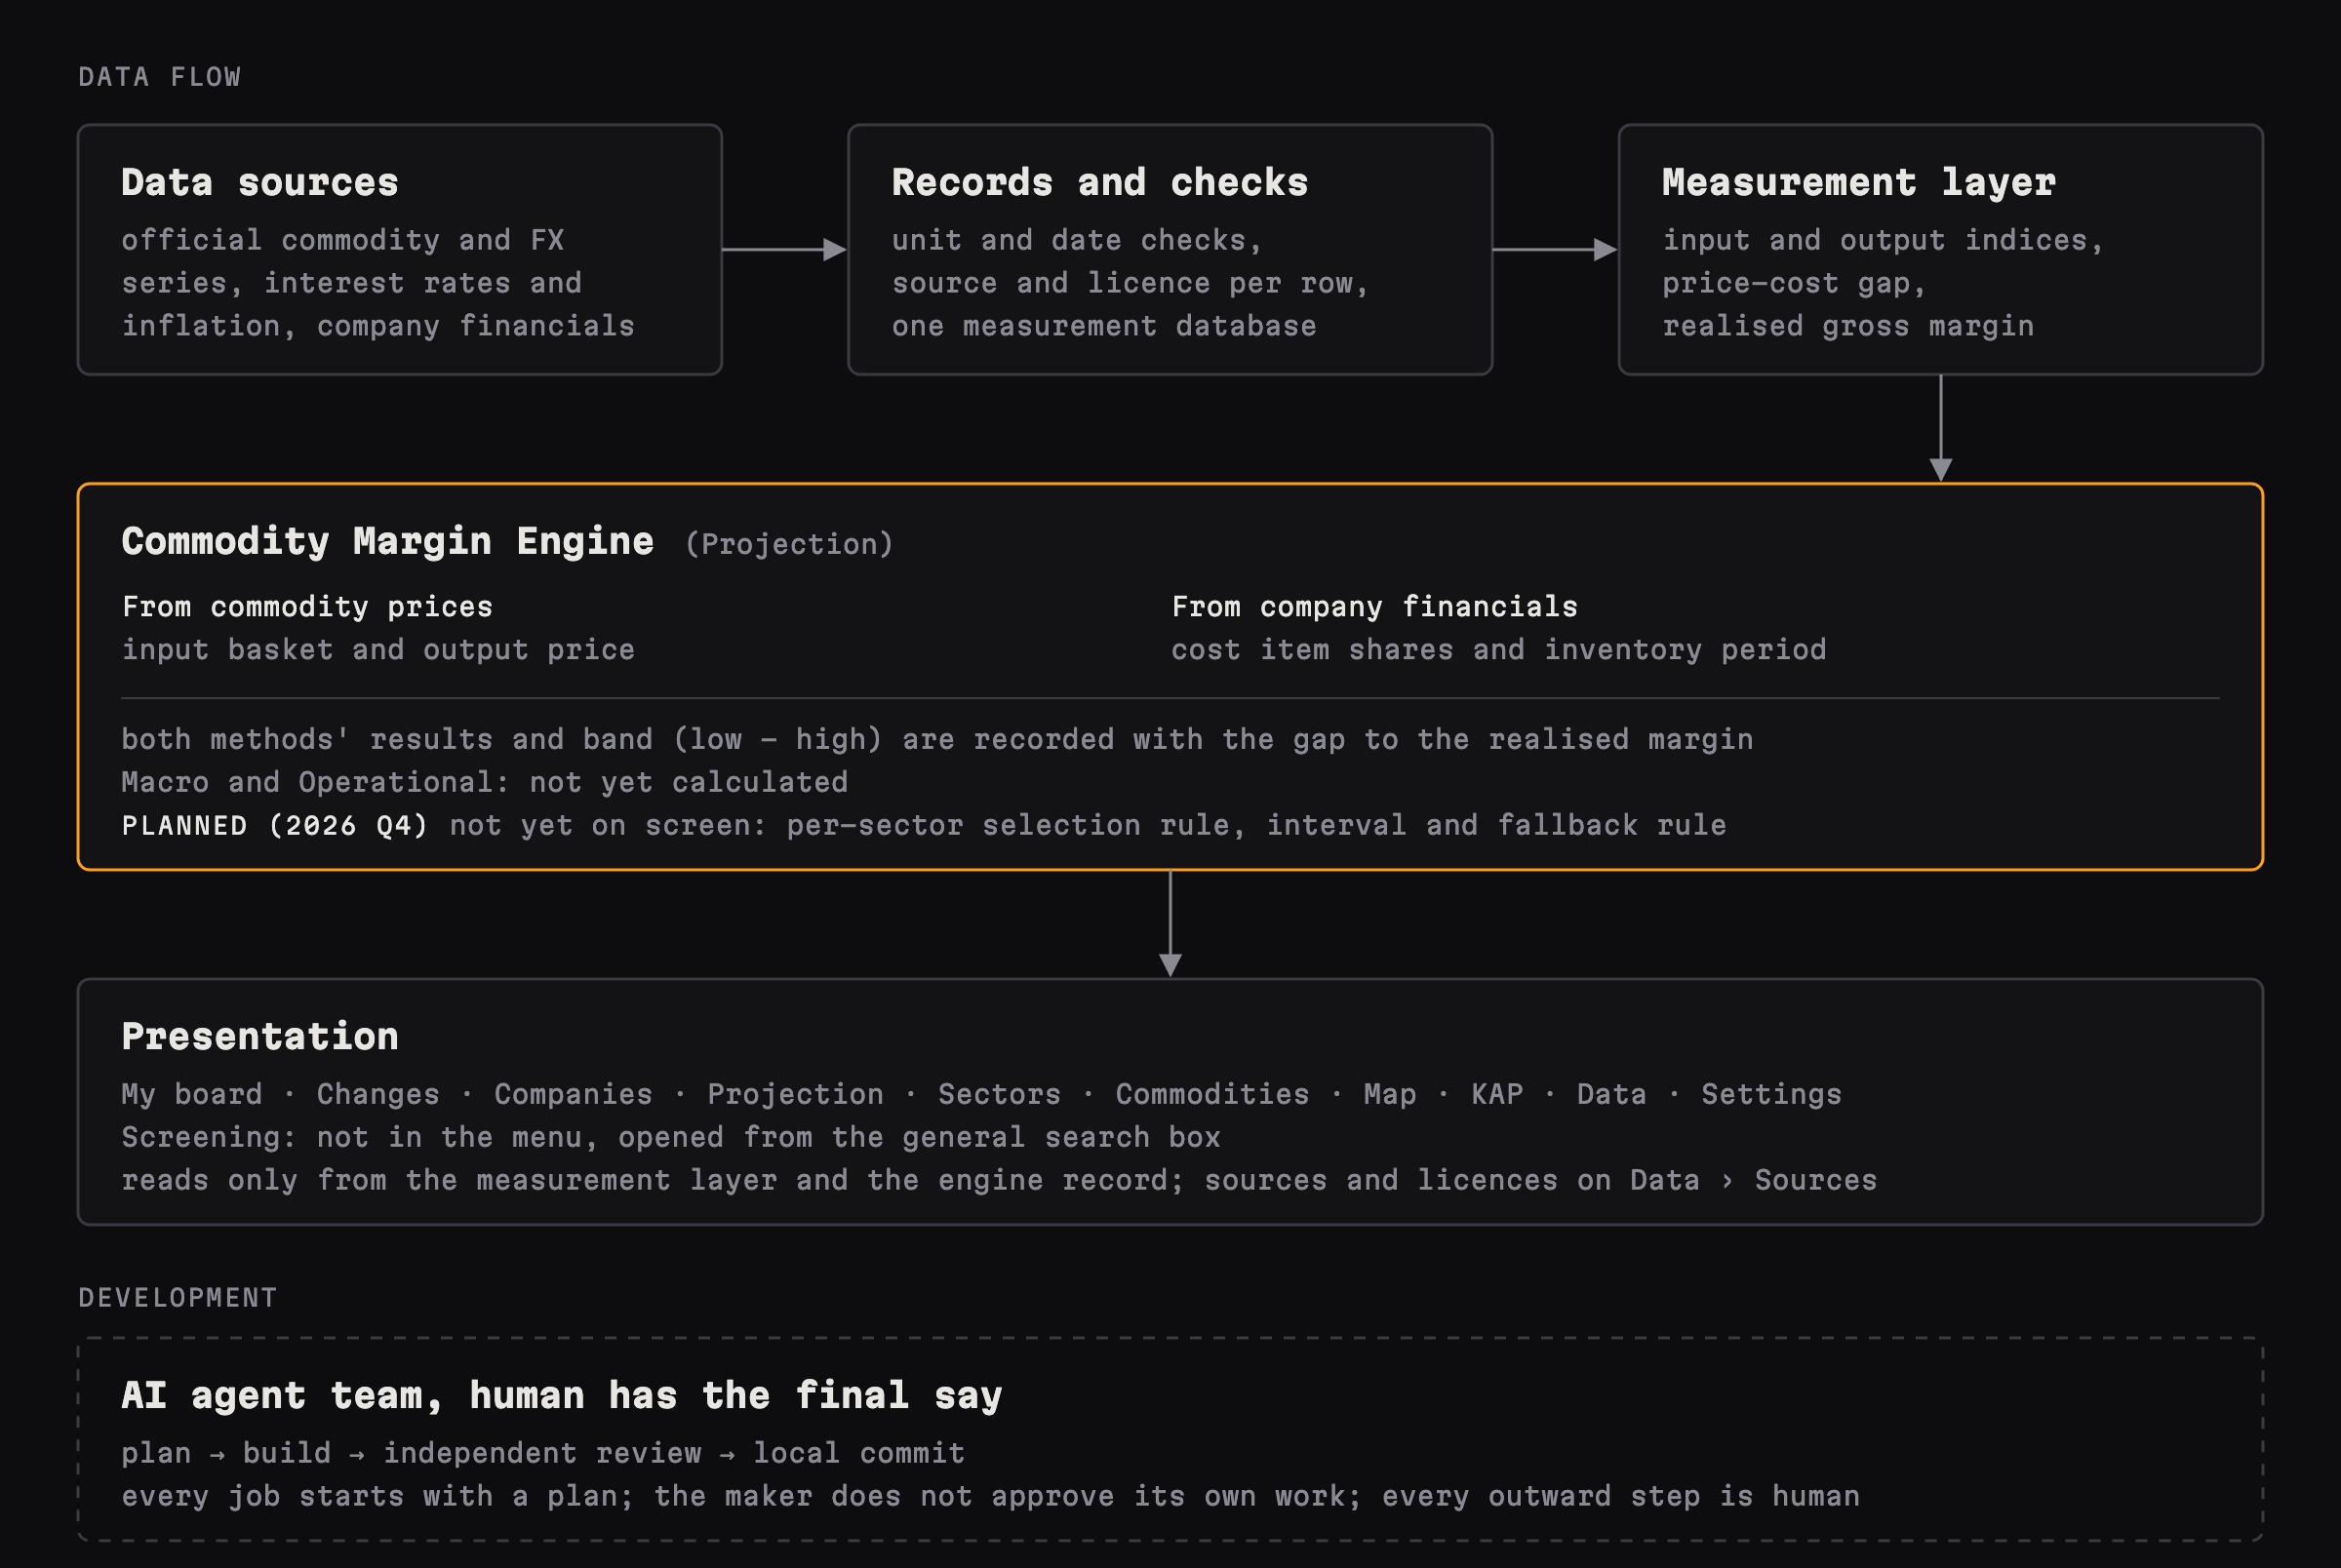 DATA FLOW
Data sources
official commodity and FX
series, interest rates and
inflation, company financials
Records and checks
unit and date checks,
source and licence per row,
one measurement database
Measurement layer
input and output indices,
price–cost gap,
realised gross margin
Commodity Margin Engine (Projection)
From commodity prices
input basket and output price
From company financials
cost item shares and inventory period
both methods' results and band (low – high) are recorded with the gap to the realised margin
Macro and Operational: not yet calculated
PLANNED (2026 Q4) not yet on screen: per–sector selection rule, interval and fallback rule
Presentation
My board · Changes · Companies · Projection · Sectors · Commodities · Map · KAP · Data · Settings
Screening: not in the menu, opened from the general search box
reads only from the measurement layer and the engine record; sources and licences on Data › Sources
DEVELOPMENT
AI agent team, human has the final say
plan → build → independent review → local commit
every job starts with a plan; the maker does not approve its own work; every outward step is human